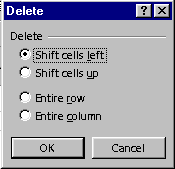 Delete
Delete
Shift cells left
Shift cells up
Entire row
Entire column
OK
Cancel